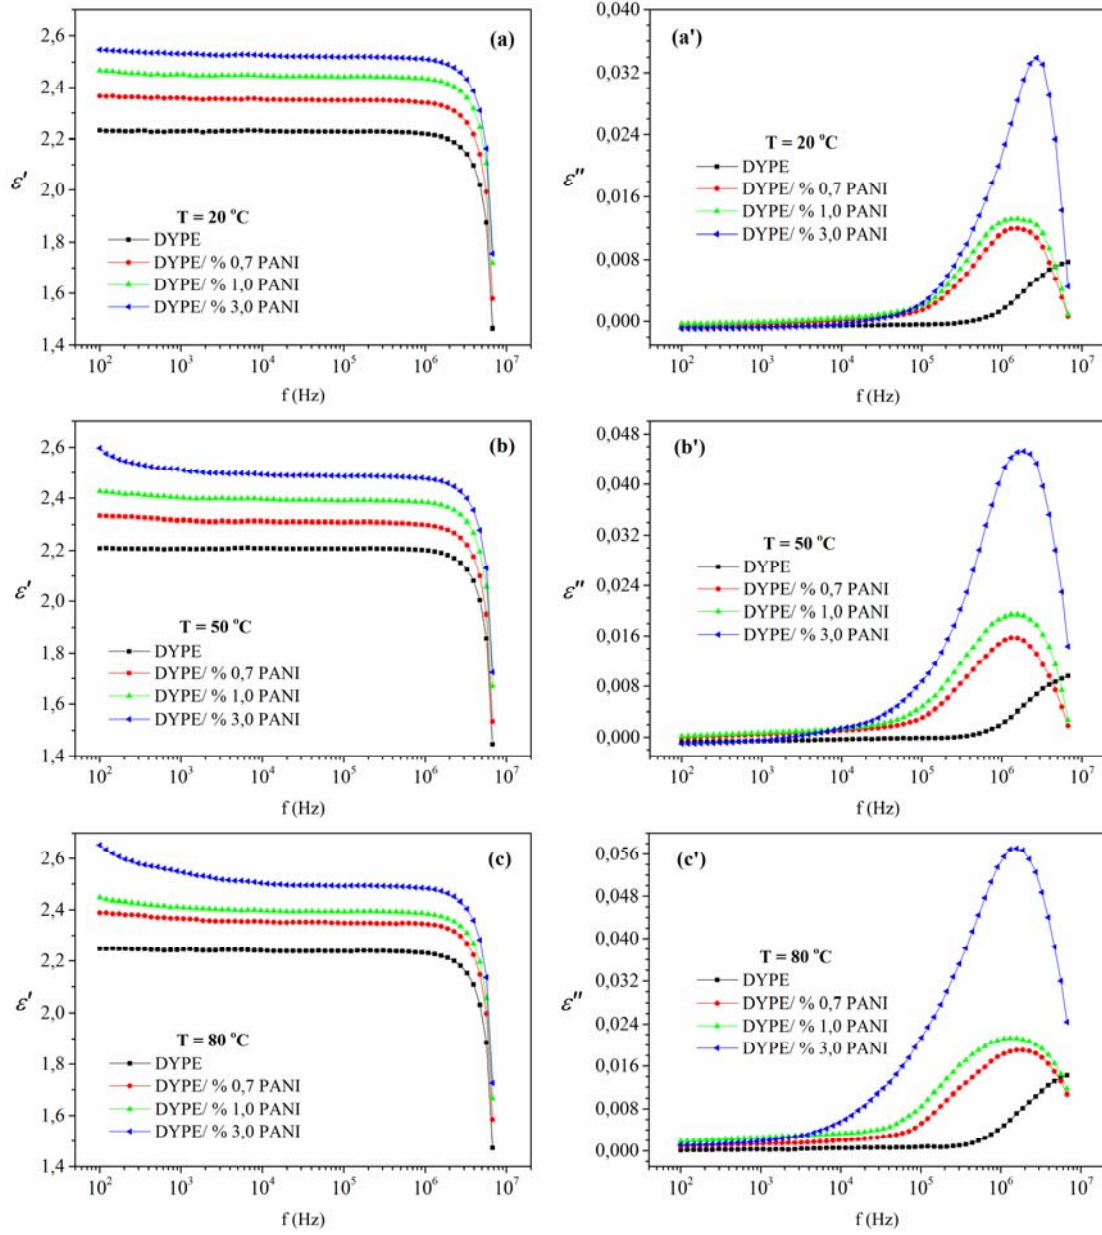 (a)
2,6
2,4
2,2
2,0
1,8
1,6
1,4
ε'
T = 20 °C
DYPE
DYPE/ % 0,7 PANI
DYPE/ % 1,0 PANI
DYPE/ % 3,0 PANI
10² 10³ 10⁴ 10⁵ 10⁶ 10⁷
f (Hz)
(a')
0,040
0,032
0,024
0,016
0,008
0,000
ε''
T = 20 °C
DYPE
DYPE/ % 0,7 PANI
DYPE/ % 1,0 PANI
DYPE/ % 3,0 PANI
10² 10³ 10⁴ 10⁵ 10⁶ 10⁷
f (Hz)
(b)
2,6
2,4
2,2
2,1
1,9
1,8
1,6
1,4
ε'
T = 50 °C
DYPE
DYPE/ % 0,7 PANI
DYPE/ % 1,0 PANI
DYPE/ % 3,0 PANI
10² 10³ 10⁴ 10⁵ 10⁶ 10⁷
f (Hz)
(b')
0,048
0,040
0,032
0,024
0,016
0,008
0,000
ε''
T = 50 °C
DYPE
DYPE/ % 0,7 PANI
DYPE/ % 1,0 PANI
DYPE/ % 3,0 PANI
10² 10³ 10⁴ 10⁵ 10⁶ 10⁷
f (Hz)
(c)
2,6
2,4
2,2
2,0
1,8
1,6
1,4
ε'
T = 80 °C
DYPE
DYPE/ % 0,7 PANI
DYPE/ % 1,0 PANI
DYPE/ % 3,0 PANI
10² 10³ 10⁴ 10⁵ 10⁶ 10⁷
f (Hz)
(c')
0,056
0,048
0,040
0,032
0,024
0,016
0,008
0,000
ε''
T = 80 °C
DYPE
DYPE/ % 0,7 PANI
DYPE/ % 1,0 PANI
DYPE/ % 3,0 PANI
10² 10³ 10⁴ 10⁵ 10⁶ 10⁷
f (Hz)